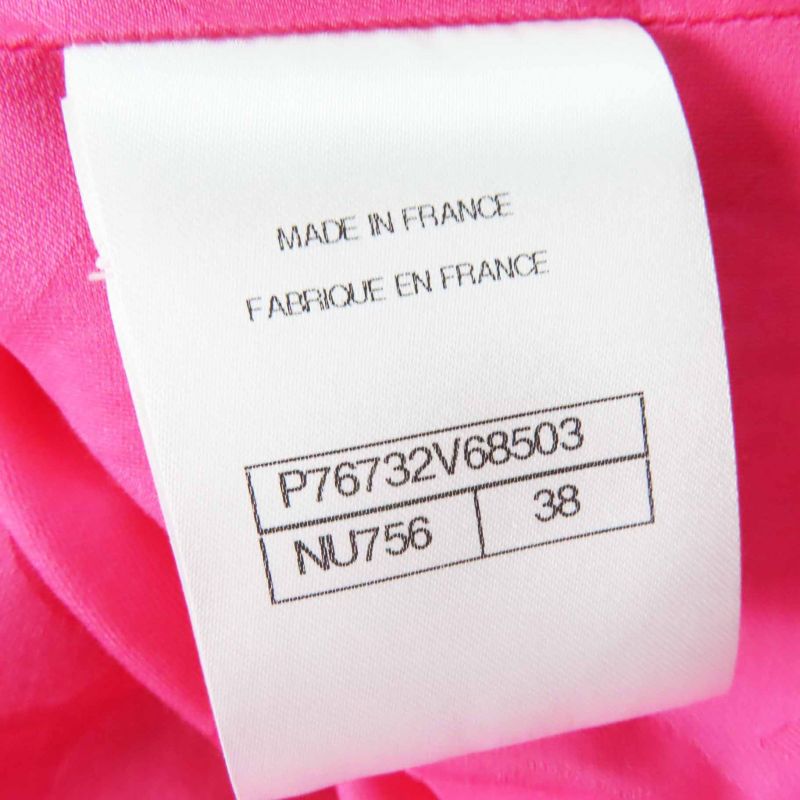 MADE IN FRANCE
FABRIQUE EN FRANCE
P76732V68503
NU756 38